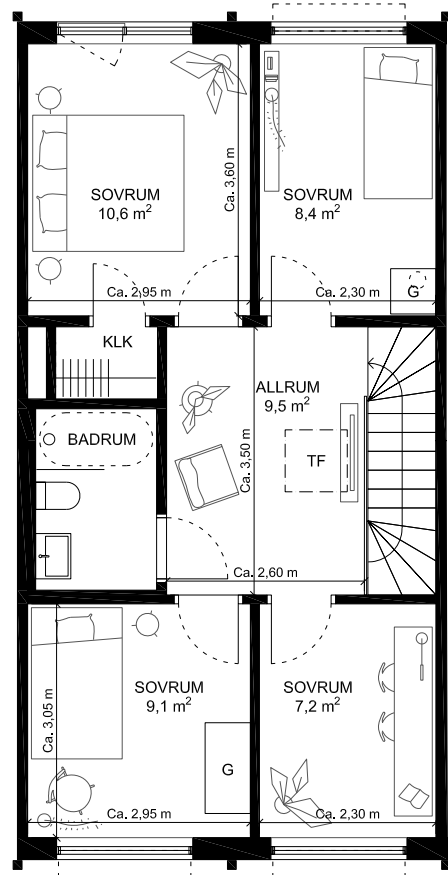 SOVRUM
10,6 m²
Ca. 3,60 m
SOVRUM
8,4 m²
Ca. 2,95 m
Ca. 2,30 m
G
KLK
ALLRUM
9,5 m²
BADRUM
Ca. 3,50 m
TF
Ca. 2,60 m
SOVRUM
9,1 m²
Ca. 3,05 m
SOVRUM
7,2 m²
G
Ca. 2,95 m
Ca. 2,30 m